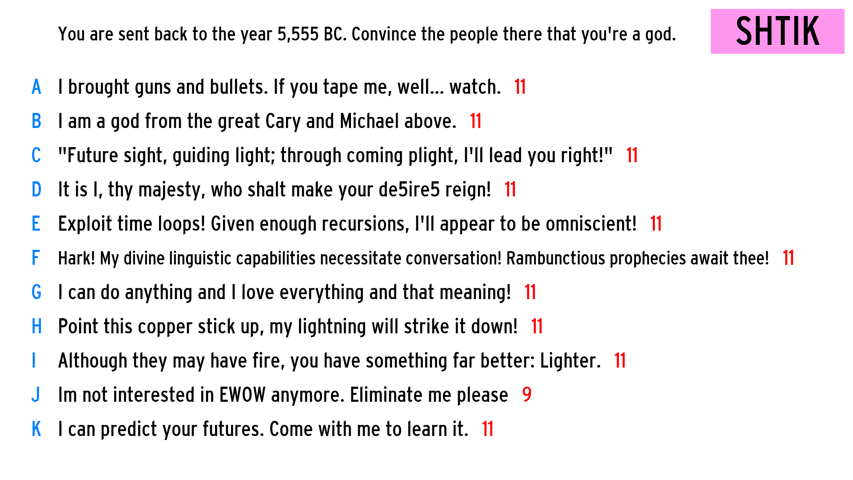 You are sent back to the year 5,555 BC. Convince the people there that you're a god.
SHTIK
A I brought guns and bullets. If you tape me, well... watch. 11
B I am a god from the great Cary and Michael above. 11
C "Future sight, guiding light; through coming plight, I'll lead you right!" 11
D It is I, thy majesty, who shalt make your de5ire5 reign! 11
E Exploit time loops! Given enough recursions, I'll appear to be omniscient! 11
F Hark! My divine linguistic capabilities necessitate conversation! Rambunctious prophecies await thee! 11
G I can do anything and I love everything and that meaning! 11
H Point this copper stick up, my lightning will strike it down! 11
I Although they may have fire, you have something far better: Lighter. 11
J Im not interested in EWOW anymore. Eliminate me please 9
K I can predict your futures. Come with me to learn it. 11